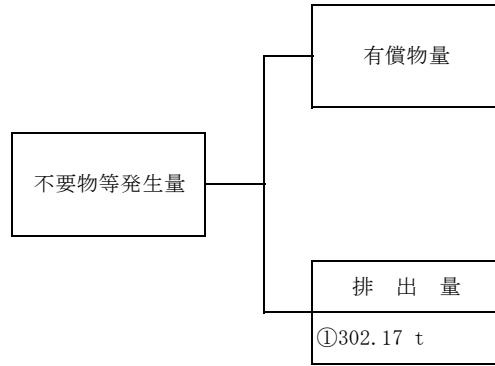 有償物量
不要物等発生量
排　出　量
①302.17 t